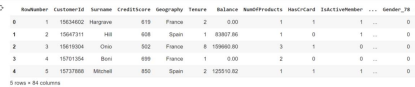 RowNumber CustomerId Surname CreditScore Geography Tenure Balance NumOfProducts HasCrCard IsActiveMember ... Gender_78
0 1 15634602 Hargrave 619 France 2 0.00 1 1 1 ... 0
1 2 15647311 Hill 608 Spain 1 83807.86 1 0 1 ... 0
2 3 15619304 Onio 502 France 8 159660.80 3 1 0 ... 0
3 4 15701354 Boni 699 France 1 0.00 2 0 0 ... 0
4 5 15737888 Mitchell 850 Spain 2 125510.82 1 1 1 ... 0
5 rows × 84 columns